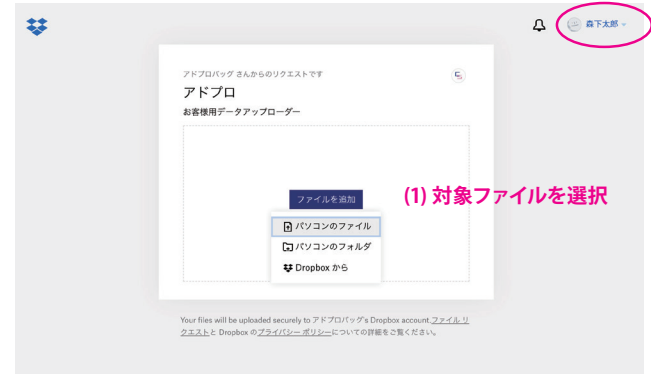 森下太郎
アドプロバッグ さんからのリクエストです
アドプロ
お客様用データアップローダー
ファイルを追加
(1) 対象ファイルを選択
パソコンのファイル
パソコンのフォルダ
Dropbox から
Your files will be uploaded securely to アドプロバッグ's Dropbox account.ファイル リ
クエストと Dropbox のプライバシー ポリシーについての詳細をご覧ください。